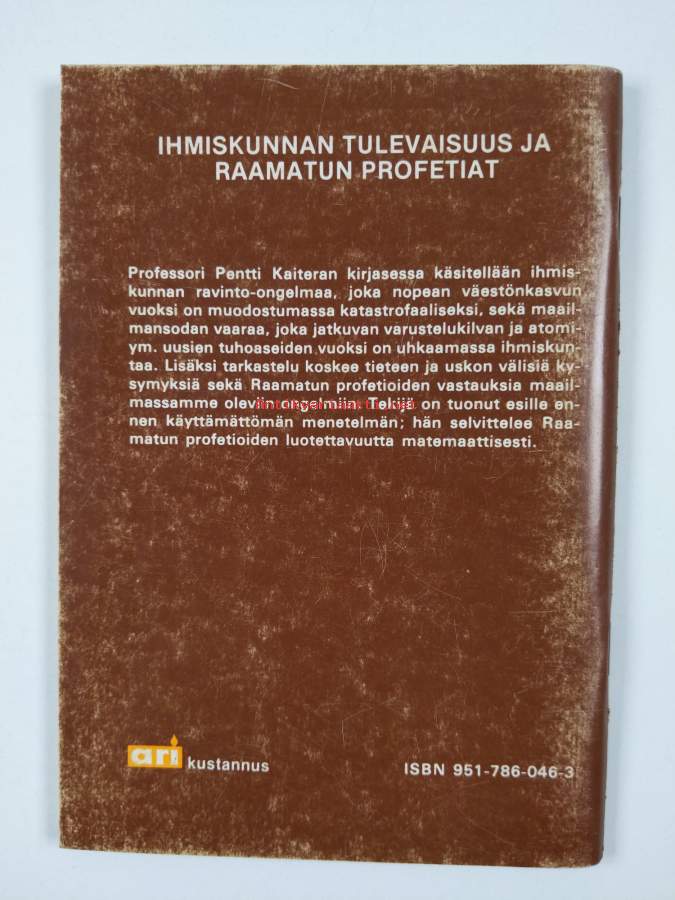 IHMISKUNNAN TULEVAISUUS JA
RAAMATUN PROFETIAT
Professori Pentti Kaiteran kirjasessa käsitellään ihmis-
kunnan ravinto-ongelmaa, joka nopean väestönkasvun
vuoksi on muodostumassa katastrofaaliseksi, sekä maail-
mansodan vaaraa, joka jatkuvan varustelukilvan ja atomi-
ym. uusien tuhoaseiden vuoksi on uhkaamassa ihmiskun-
taa. Lisäksi tarkastelu koskee tieteen ja uskon välisiä ky-
symyksiä sekä Raamatun profetioiden vastauksia maail-
massamme oleviin ongelmiin. Tekijä on tuonut esille en-
nen käyttämättömän menetelmän; hän selvittelee Raa-
matun profetioiden luotettavuutta matemaattisesti.
ari kustannus
ISBN 951-786-046-3